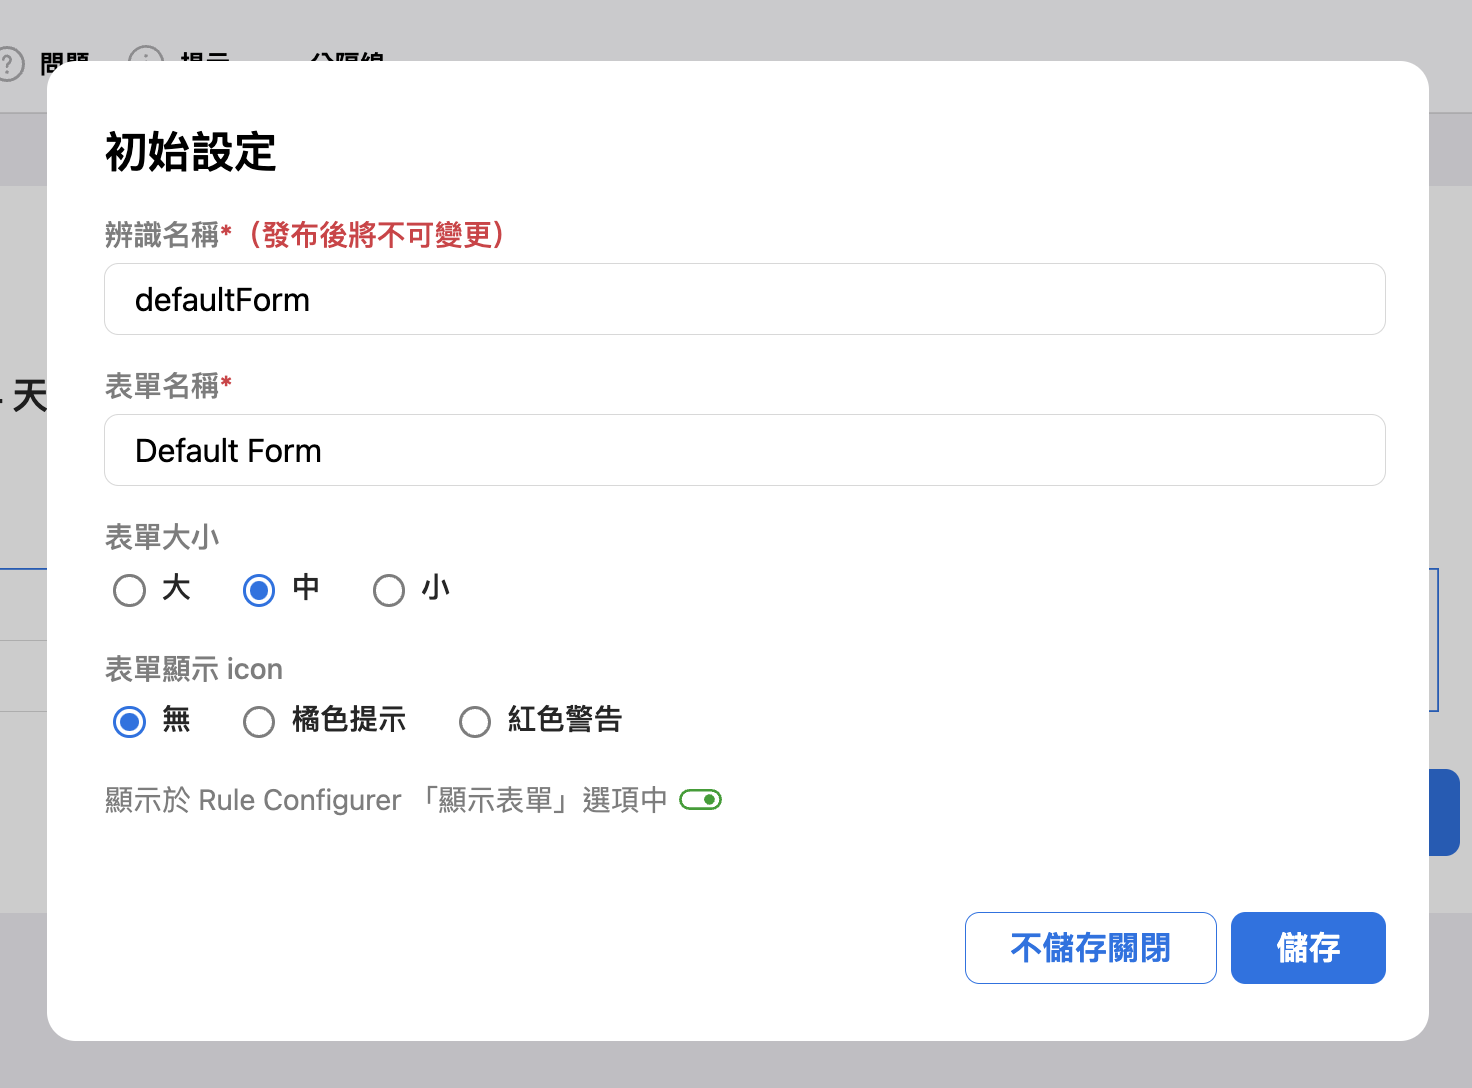 問題 提示 分隔線
初始設定
辨識名稱*（發布後將不可變更）
defaultForm
表單名稱*
Default Form
天
表單大小
大 中 小
表單顯示 icon
無 橘色提示 紅色警告
顯示於 Rule Configurer 「顯示表單」選項中
不儲存關閉 儲存